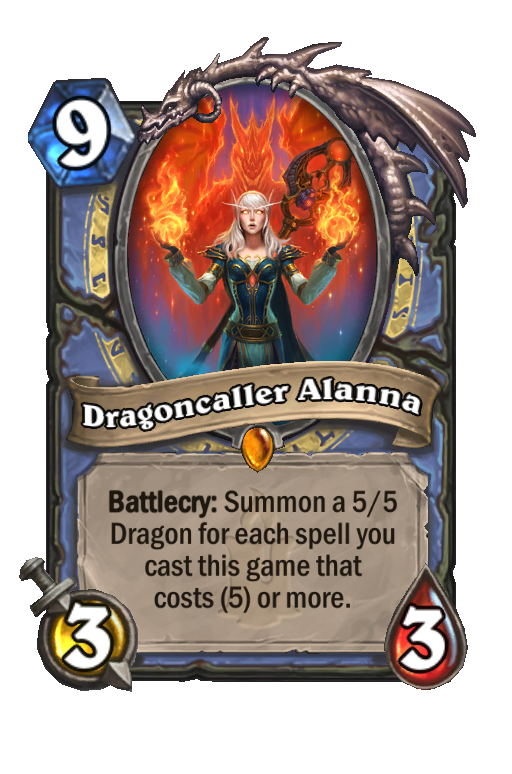 9
Dragoncaller Alanna
Battlecry: Summon a 5/5
Dragon for each spell you
cast this game that
costs (5) or more.
3
3